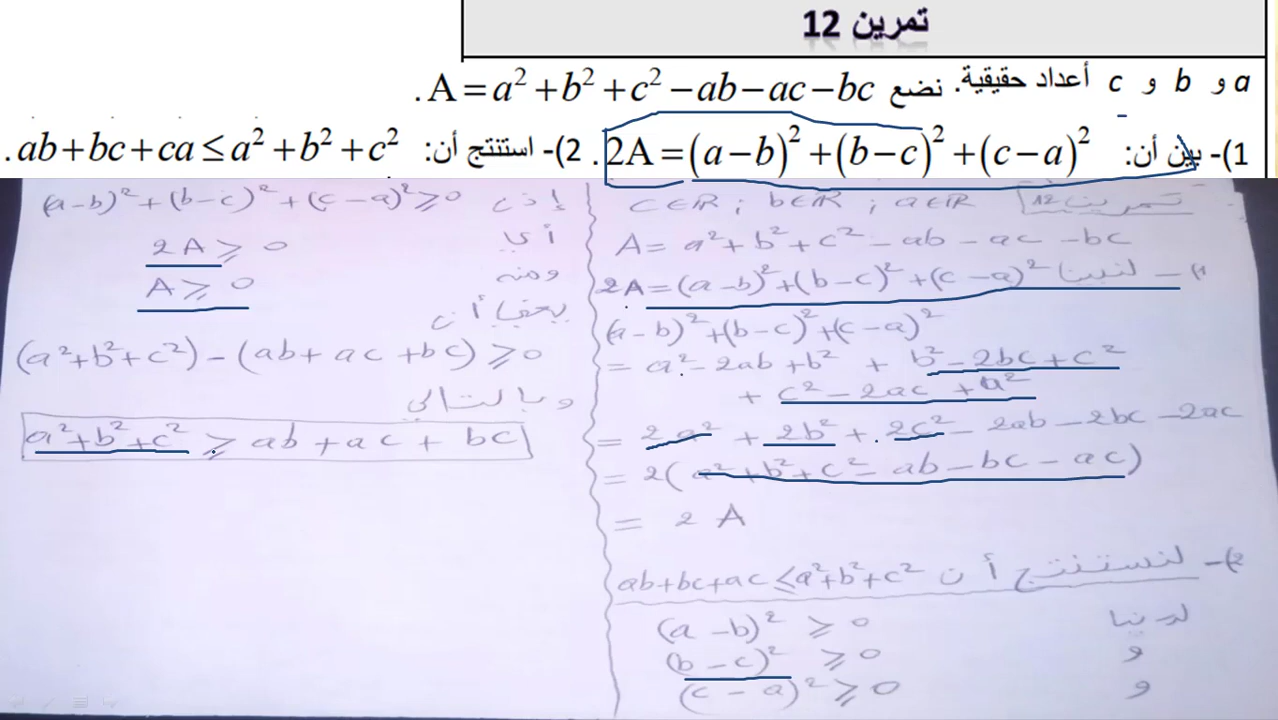 تمرين 12
a و b و c أعداد حقيقية. نضع A = a² + b² + c² − ab − ac − bc .
1)- بين أن: 2A = (a − b)² + (b − c)² + (c − a)² . 2)- استنتج أن: ab + bc + ca ≤ a² + b² + c² .
تمرين 12 a∈ℝ ; b∈ℝ ; c∈ℝ
A = a² + b² + c² − ab − ac − bc
1)- لنبين 2A = (a − b)² + (b − c)² + (c − a)²
(a − b)² + (b − c)² + (c − a)²
= a² − 2ab + b² + b² − 2bc + c²
+ c² − 2ac + a²
= 2a² + 2b² + 2c² − 2ab − 2bc − 2ac
= 2(a² + b² + c² − ab − bc − ac)
= 2A
2)- لنستنتج أن ab + bc + ac ≤ a² + b² + c²
لدينا (a − b)² ≥ 0
و (b − c)² ≥ 0
و (c − a)² ≥ 0
إذن (a − b)² + (b − c)² + (c − a)² ≥ 0
أي 2A ≥ 0
ومنه A ≥ 0
يعني أن
(a² + b² + c²) − (ab + ac + bc) ≥ 0
وبالتالي
a² + b² + c² ≥ ab + ac + bc